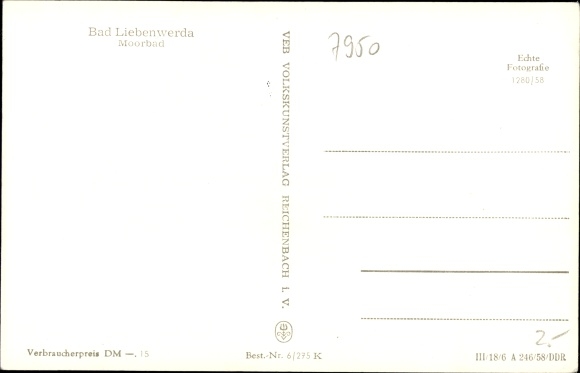 Bad Liebenwerda
Moorbad
VEB VOLKSKUNSTVERLAG REICHENBACH i. V.
7950
Echte
Fotografie
1280/58
2.-
Verbraucherpreis DM —. 15
Best.-Nr. 6/275 K
III/18/6 A 246/58/DDR